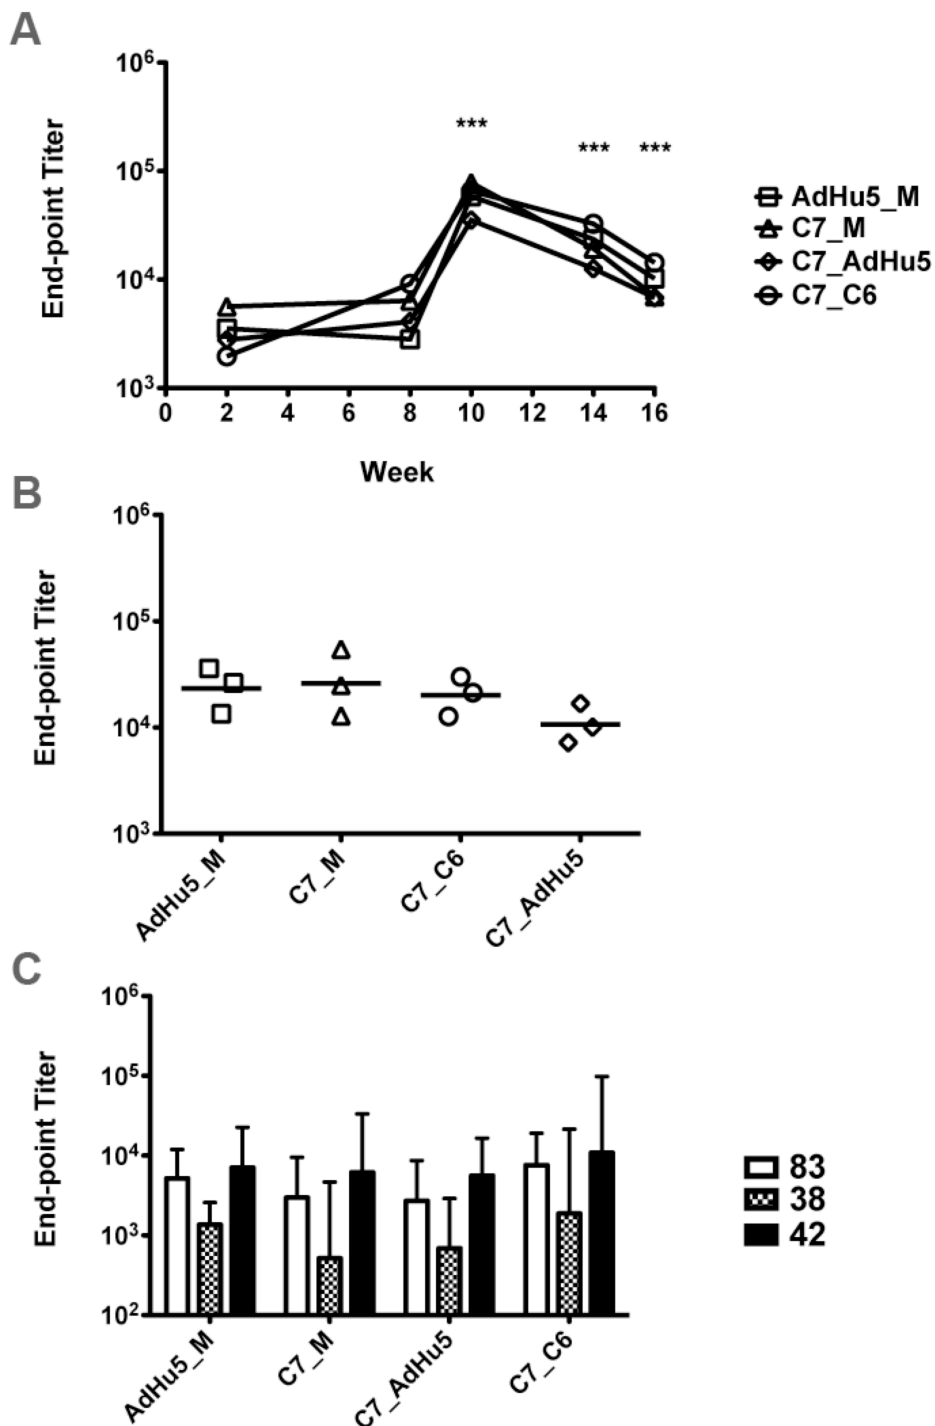 A
End-point Titer
10⁶
10⁵
10⁴
10³
*** *** ***
0 2 4 6 8 10 12 14 16
Week
AdHu5_M
C7_M
C7_AdHu5
C7_C6
B
End-point Titer
10⁶
10⁵
10⁴
10³
AdHu5_M C7_M C7_C6 C7_AdHu5
C
End-point Titer
10⁶
10⁵
10⁴
10³
10²
AdHu5_M C7_M C7_AdHu5 C7_C6
83
38
42